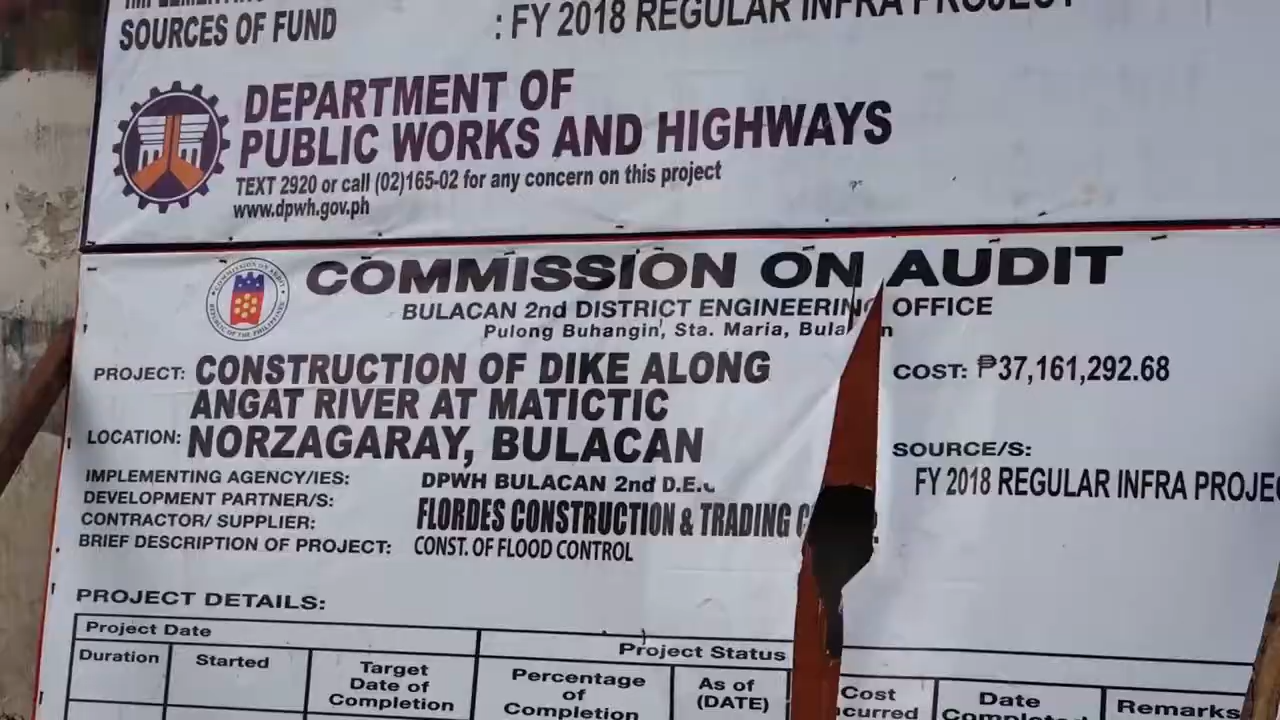 SOURCES OF FUND : FY 2018 REGULAR INFRA PROJECT
DEPARTMENT OF
PUBLIC WORKS AND HIGHWAYS
TEXT 2920 or call (02)165-02 for any concern on this project
www.dpwh.gov.ph
COMMISSION ON AUDIT
BULACAN 2nd DISTRICT ENGINEERING OFFICE
Pulong Buhangin, Sta. Maria,
PROJECT: CONSTRUCTION OF DIKE ALONG
ANGAT RIVER AT MATICTIC
COST: ₱37,161,292.68
LOCATION: NORZAGARAY, BULACAN
SOURCE/S:
FY 2018 REGULAR INFRA PROJE
IMPLEMENTING AGENCY/IES: DPWH BULACAN 2nd D.E.
DEVELOPMENT PARTNER/S:
CONTRACTOR/ SUPPLIER: FLORDES CONSTRUCTION & TRADING
BRIEF DESCRIPTION OF PROJECT: CONST. OF FLOOD CONTROL
PROJECT DETAILS:
Project Date
Project Status
Duration
Started
Target
Date of
Completion
Percentage
of
Completion
As of
(DATE)
Cost
curred
Date
Remarks